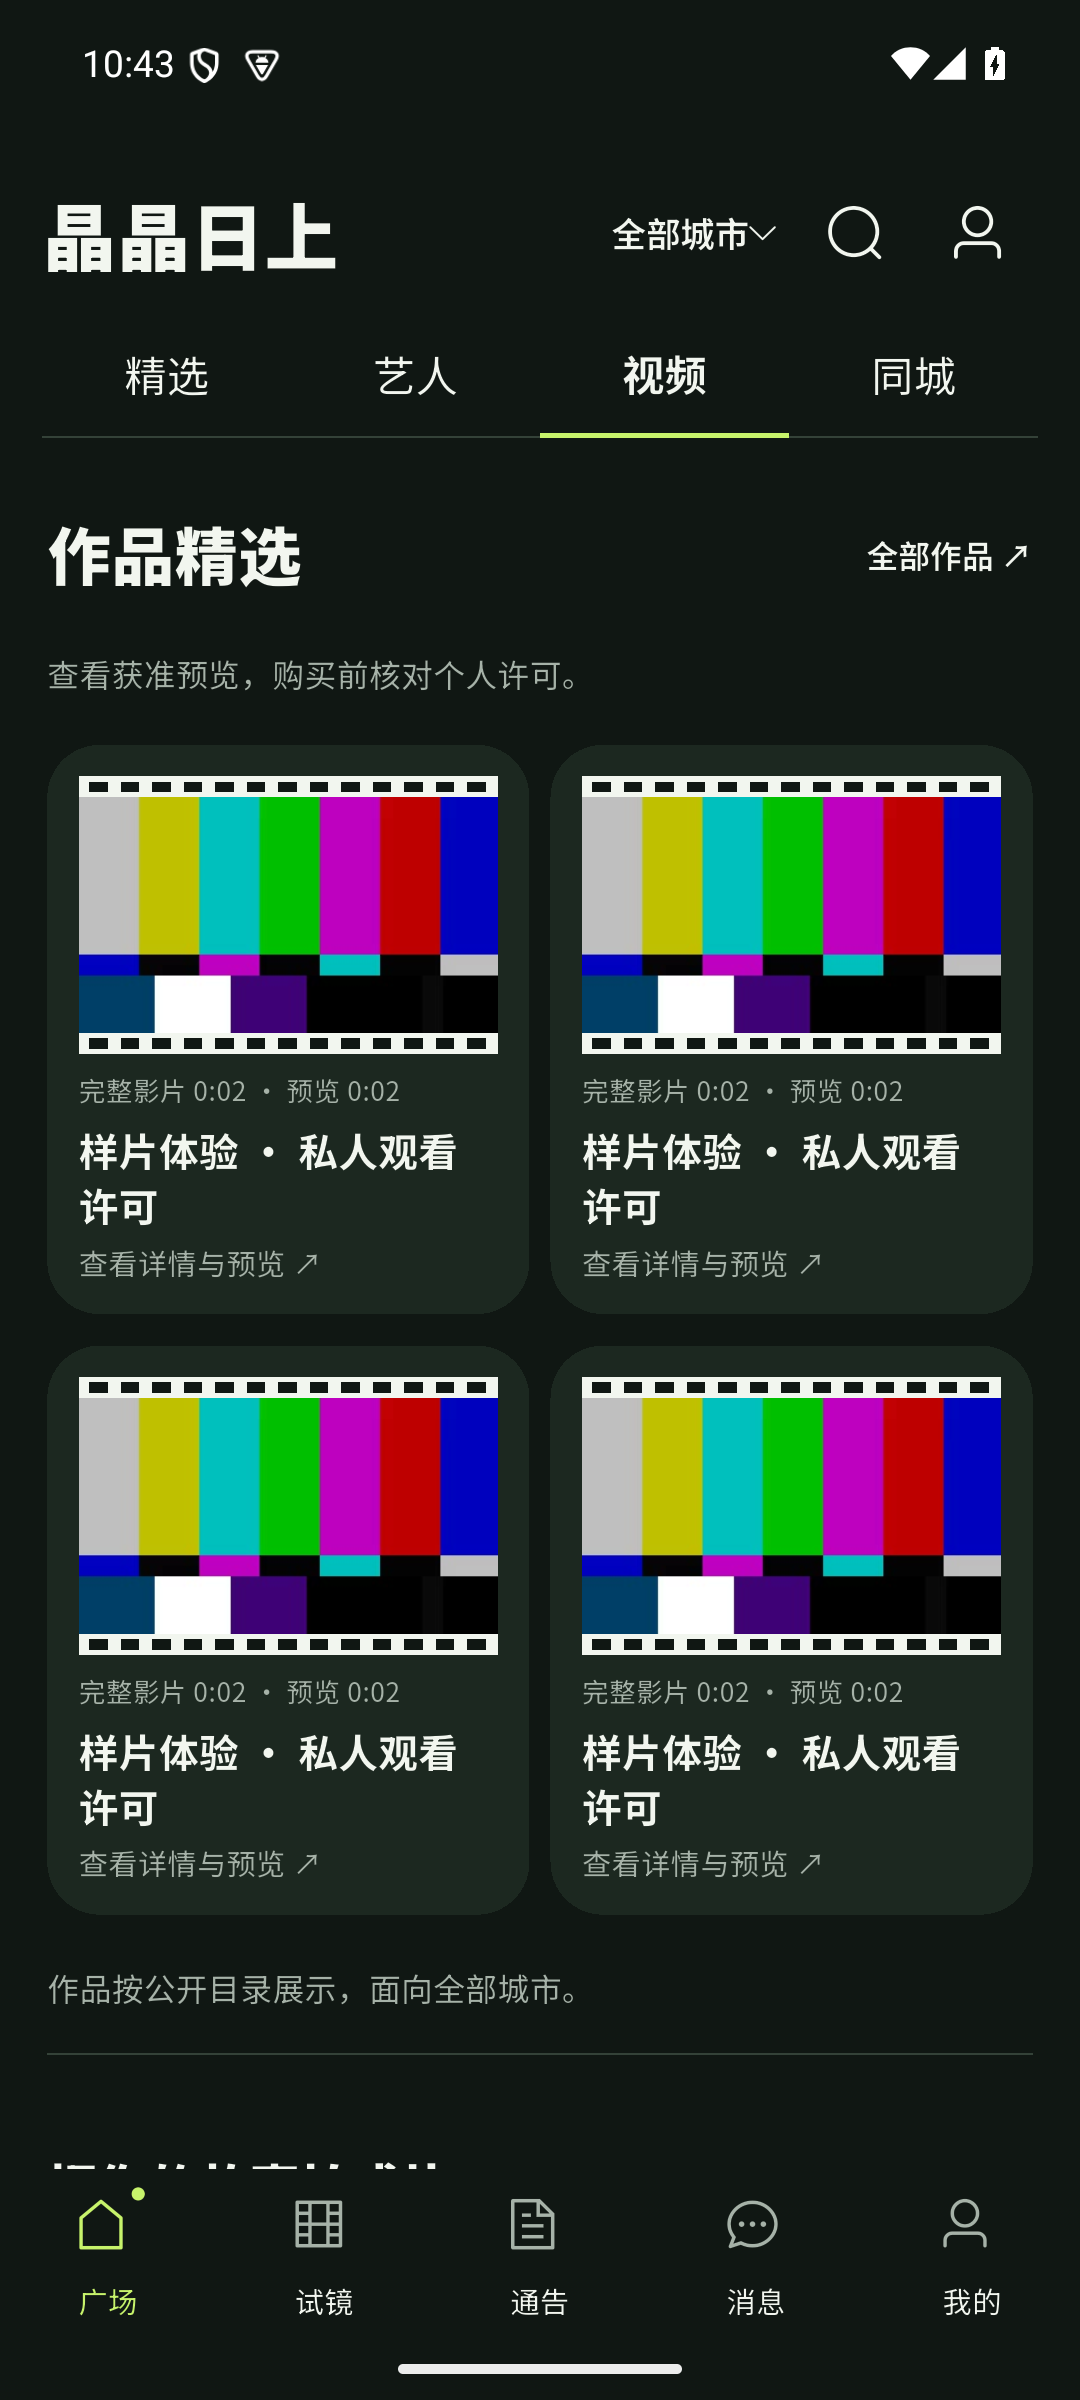 10:43
晶晶日上
全部城市
精选 艺人 视频 同城
作品精选
全部作品 ↗
查看获准预览，购买前核对个人许可。
完整影片 0:02 · 预览 0:02
样片体验 · 私人观看
许可
查看详情与预览 ↗
完整影片 0:02 · 预览 0:02
样片体验 · 私人观看
许可
查看详情与预览 ↗
完整影片 0:02 · 预览 0:02
样片体验 · 私人观看
许可
查看详情与预览 ↗
完整影片 0:02 · 预览 0:02
样片体验 · 私人观看
许可
查看详情与预览 ↗
作品按公开目录展示，面向全部城市。
广场 试镜 通告 消息 我的